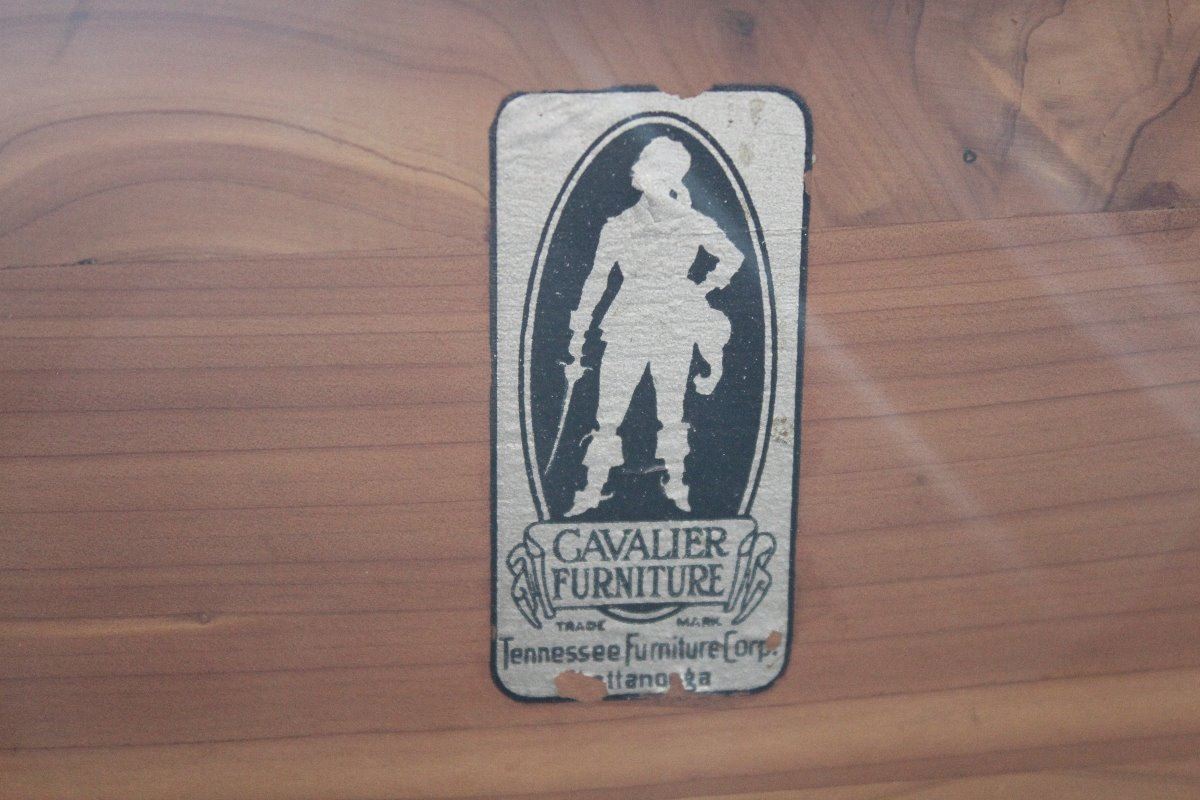 CAVALIER
FURNITURE
TRADE MARK
Tennessee Furniture Corp.
Chattanooga